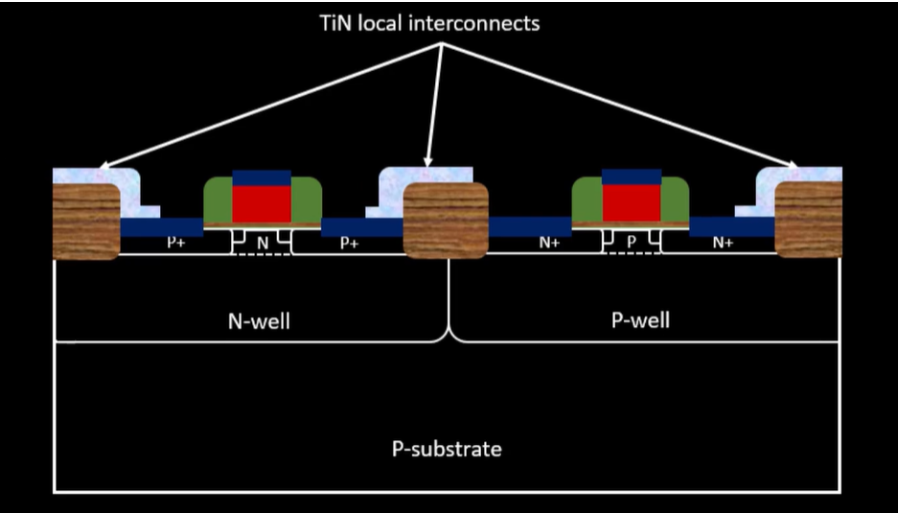 TiN local interconnects
P+
N
P+
N+
P
N+
N-well
P-well
P-substrate